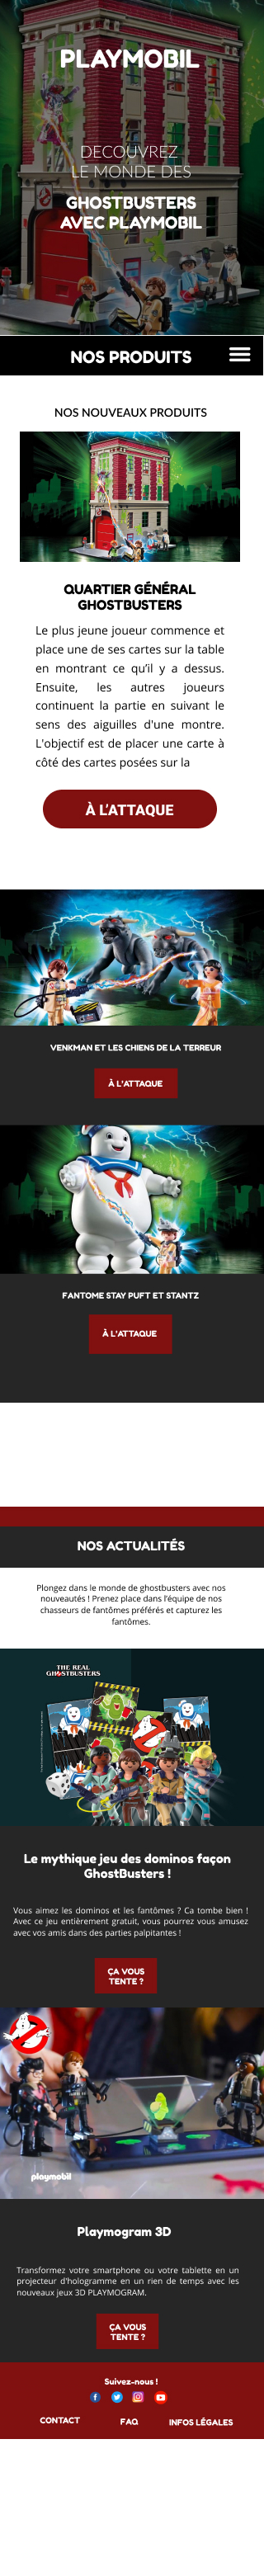 PLAYMOBIL
DECOUVREZ
LE MONDE DES
GHOSTBUSTERS
AVEC PLAYMOBIL
NOS PRODUITS
NOS NOUVEAUX PRODUITS
QUARTIER GÉNÉRAL
GHOSTBUSTERS
Le plus jeune joueur commence et
place une de ses cartes sur la table
en montrant ce qu'il y a dessus.
Ensuite, les autres joueurs
continuent la partie en suivant le
sens des aiguilles d'une montre.
L'objectif est de placer une carte à
côté des cartes posées sur la
À L'ATTAQUE
VENKMAN ET LES CHIENS DE LA TERREUR
À L'ATTAQUE
FANTOME STAY PUFT ET STANTZ
À L'ATTAQUE
NOS ACTUALITÉS
Plongez dans le monde de ghostbusters avec nos
nouveautés ! Prenez place dans l'équipe de nos
chasseurs de fantômes préférés et capturez les
fantômes.
THE REAL
GHOSTBUSTERS
Le mythique jeu des dominos façon
GhostBusters !
Vous aimez les dominos et les fantômes ? Ca tombe bien !
Avec ce jeu entièrement gratuit, vous pourrez vous amusez
avec vos amis dans des parties palpitantes !
ÇA VOUS
TENTE ?
playmobil
Playmogram 3D
Transformez votre smartphone ou votre tablette en un
projecteur d'hologramme en un rien de temps avec les
nouveaux jeux 3D PLAYMOGRAM.
ÇA VOUS
TENTE ?
Suivez-nous !
CONTACT
FAQ
INFOS LÉGALES